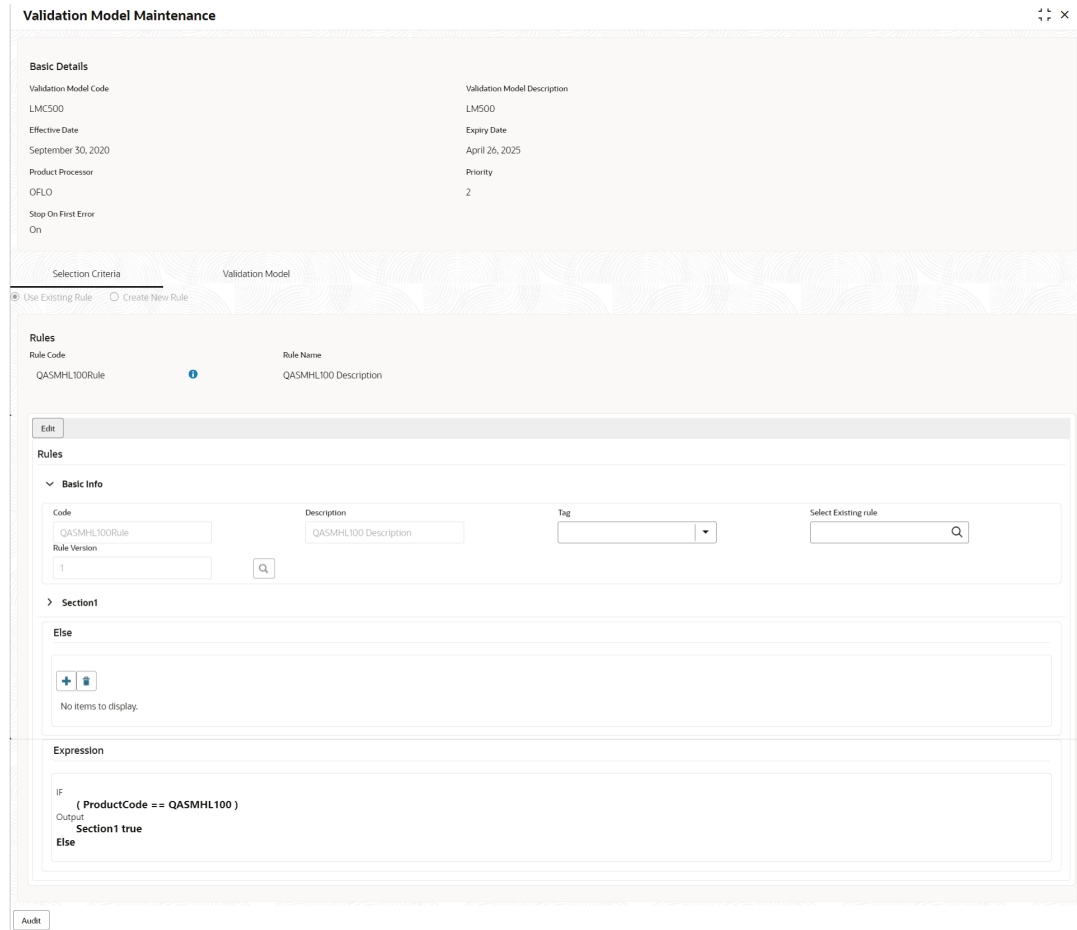 Validation Model Maintenance
Basic Details
Validation Model Code
Validation Model Description
LMC500
LM500
Effective Date
Expiry Date
September 30, 2020
April 26, 2025
Product Processor
Priority
OFLO
2
Stop On First Error
On
Selection Criteria
Validation Model
Use Existing Rule
Create New Rule
Rules
Rule Code
Rule Name
QASMHL100Rule
QASMHL100 Description
Edit
Rules
Basic Info
Code
Description
Tag
Select Existing rule
QASMHL100Rule
QASMHL100 Description
Rule Version
1
Section1
Else
No items to display.
Expression
IF
( ProductCode == QASMHL100 )
Output
Section1 true
Else
Audit